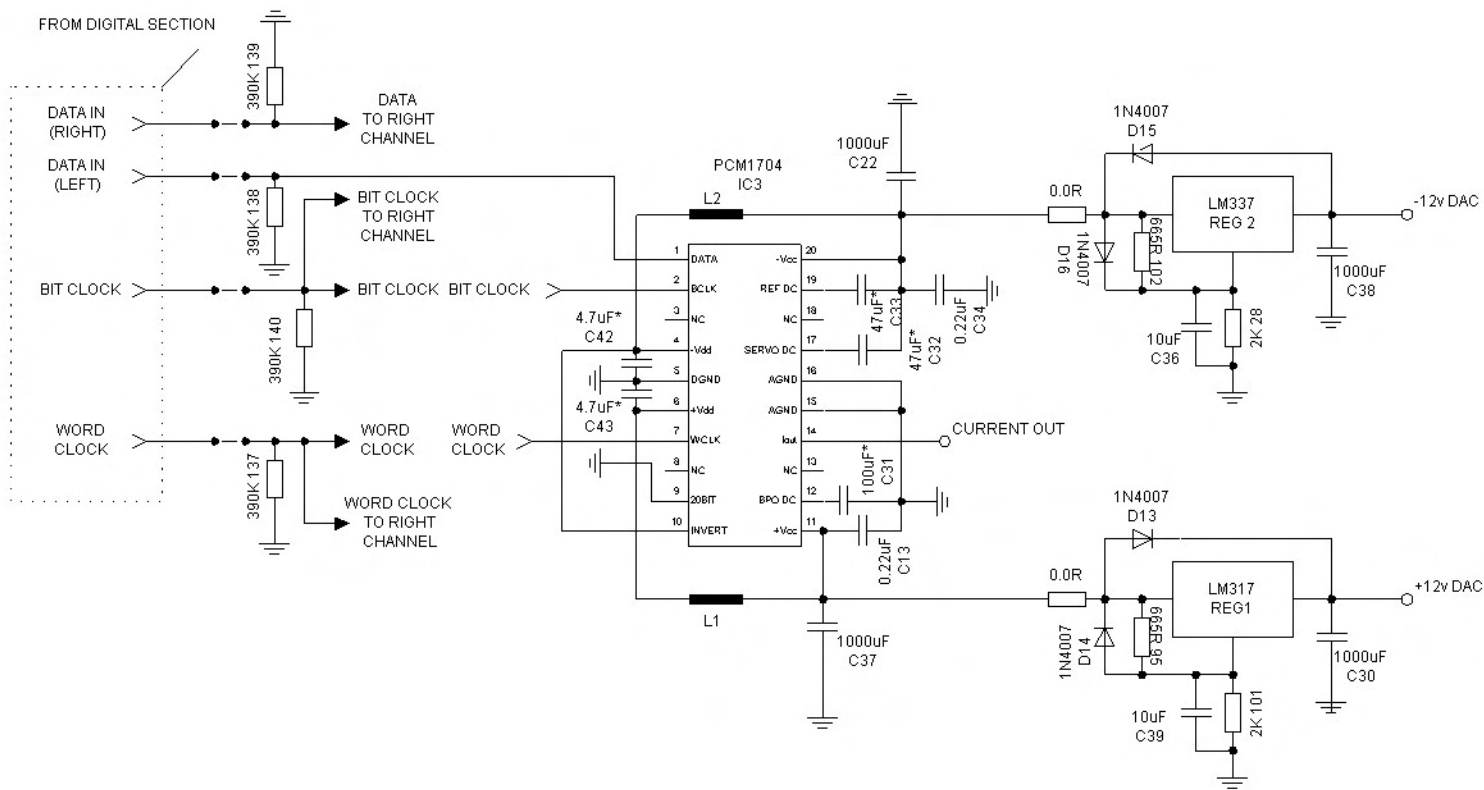 FROM DIGITAL SECTION
390K 139
DATA IN
(RIGHT)
DATA
TO RIGHT
CHANNEL
DATA IN
(LEFT)
390K 138
BIT CLOCK
TO RIGHT
CHANNEL
BIT CLOCK
BIT CLOCK
BIT CLOCK
390K 140
WORD
CLOCK
WORD
CLOCK
WORD
CLOCK
390K 137
WORD CLOCK
TO RIGHT
CHANNEL
PCM1704
IC3
L2
1000uF
C22
4.7uF*
C42
4.7uF*
C43
1
DATA
2
BCLK
3
NC
4
-Vdd
5
DGND
6
+Vdd
7
WCLK
8
NC
9
20BIT
10
INVERT
20
-Vcc
19
REF DC
18
NC
17
SERVO DC
16
AGND
15
AGND
14
Iout
13
NC
12
BPO DC
11
+Vcc
47uF*
C33
0.22uF
C34
47uF*
C32
CURRENT OUT
100uF*
C31
0.22uF
C13
L1
1000uF
C37
1N4007
D15
0.0R
LM337
REG 2
-12v DAC
1N4007
D16
665R 102
1000uF
C38
10uF
C36
2K 28
1N4007
D13
0.0R
LM317
REG1
+12v DAC
1N4007
D14
665R 95
1000uF
C30
10uF
C39
2K 101